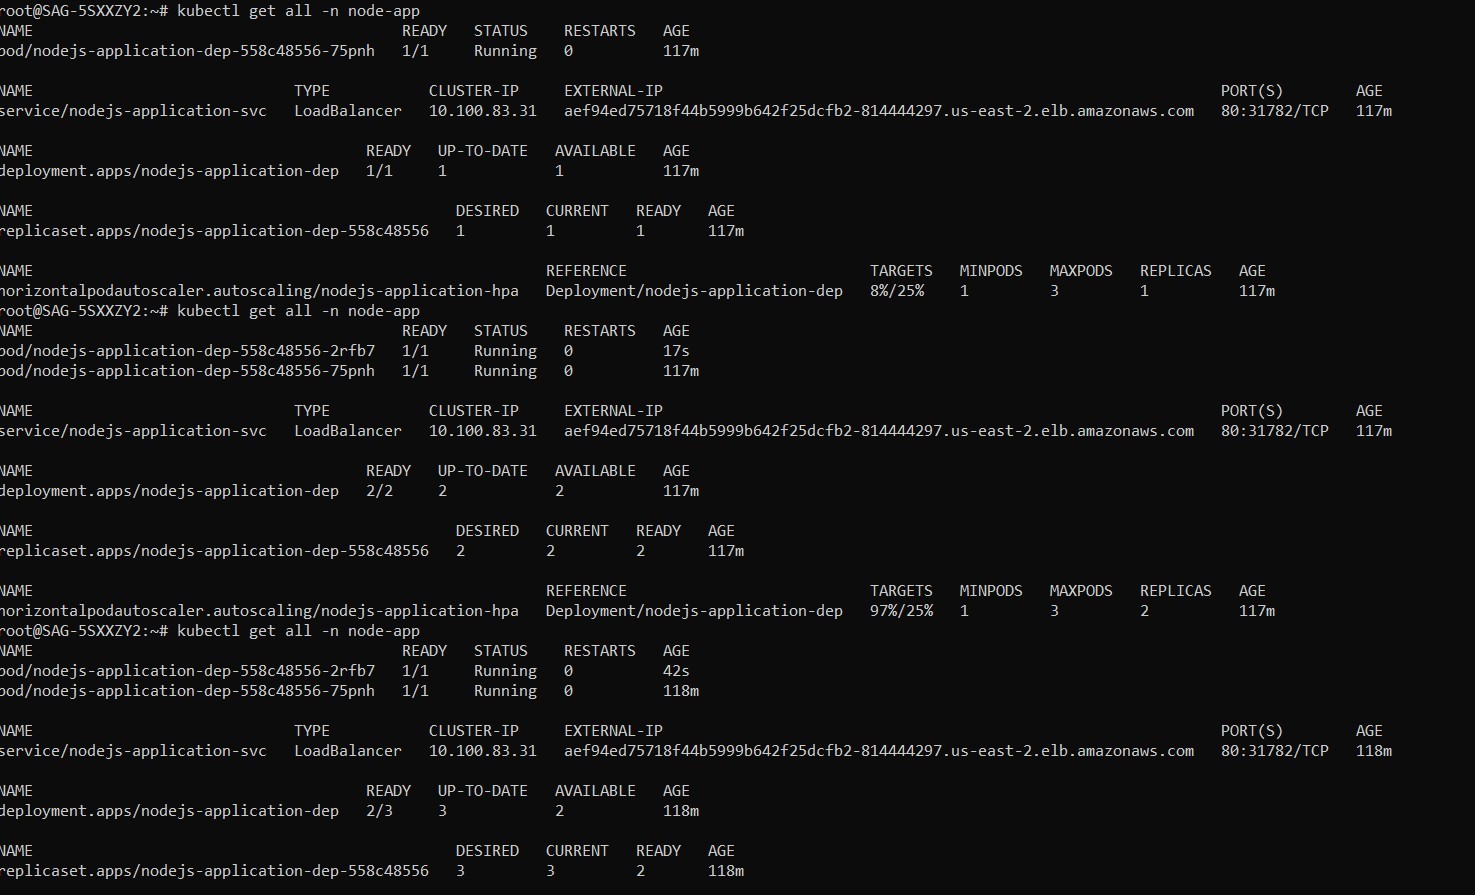 root@SAG-5SXXZY2:~# kubectl get all -n node-app
NAME READY STATUS RESTARTS AGE
pod/nodejs-application-dep-558c48556-75pnh 1/1 Running 0 117m
NAME TYPE CLUSTER-IP EXTERNAL-IP PORT(S) AGE
service/nodejs-application-svc LoadBalancer 10.100.83.31 aef94ed75718f44b5999b642f25dcfb2-814444297.us-east-2.elb.amazonaws.com 80:31782/TCP 117m
NAME READY UP-TO-DATE AVAILABLE AGE
deployment.apps/nodejs-application-dep 1/1 1 1 117m
NAME DESIRED CURRENT READY AGE
replicaset.apps/nodejs-application-dep-558c48556 1 1 1 117m
NAME REFERENCE TARGETS MINPODS MAXPODS REPLICAS AGE
horizontalpodautoscaler.autoscaling/nodejs-application-hpa Deployment/nodejs-application-dep 8%/25% 1 3 1 117m
root@SAG-5SXXZY2:~# kubectl get all -n node-app
NAME READY STATUS RESTARTS AGE
pod/nodejs-application-dep-558c48556-2rfb7 1/1 Running 0 17s
pod/nodejs-application-dep-558c48556-75pnh 1/1 Running 0 117m
NAME TYPE CLUSTER-IP EXTERNAL-IP PORT(S) AGE
service/nodejs-application-svc LoadBalancer 10.100.83.31 aef94ed75718f44b5999b642f25dcfb2-814444297.us-east-2.elb.amazonaws.com 80:31782/TCP 117m
NAME READY UP-TO-DATE AVAILABLE AGE
deployment.apps/nodejs-application-dep 2/2 2 2 117m
NAME DESIRED CURRENT READY AGE
replicaset.apps/nodejs-application-dep-558c48556 2 2 2 117m
NAME REFERENCE TARGETS MINPODS MAXPODS REPLICAS AGE
horizontalpodautoscaler.autoscaling/nodejs-application-hpa Deployment/nodejs-application-dep 97%/25% 1 3 2 117m
root@SAG-5SXXZY2:~# kubectl get all -n node-app
NAME READY STATUS RESTARTS AGE
pod/nodejs-application-dep-558c48556-2rfb7 1/1 Running 0 42s
pod/nodejs-application-dep-558c48556-75pnh 1/1 Running 0 118m
NAME TYPE CLUSTER-IP EXTERNAL-IP PORT(S) AGE
service/nodejs-application-svc LoadBalancer 10.100.83.31 aef94ed75718f44b5999b642f25dcfb2-814444297.us-east-2.elb.amazonaws.com 80:31782/TCP 118m
NAME READY UP-TO-DATE AVAILABLE AGE
deployment.apps/nodejs-application-dep 2/3 3 2 118m
NAME DESIRED CURRENT READY AGE
replicaset.apps/nodejs-application-dep-558c48556 3 3 2 118m